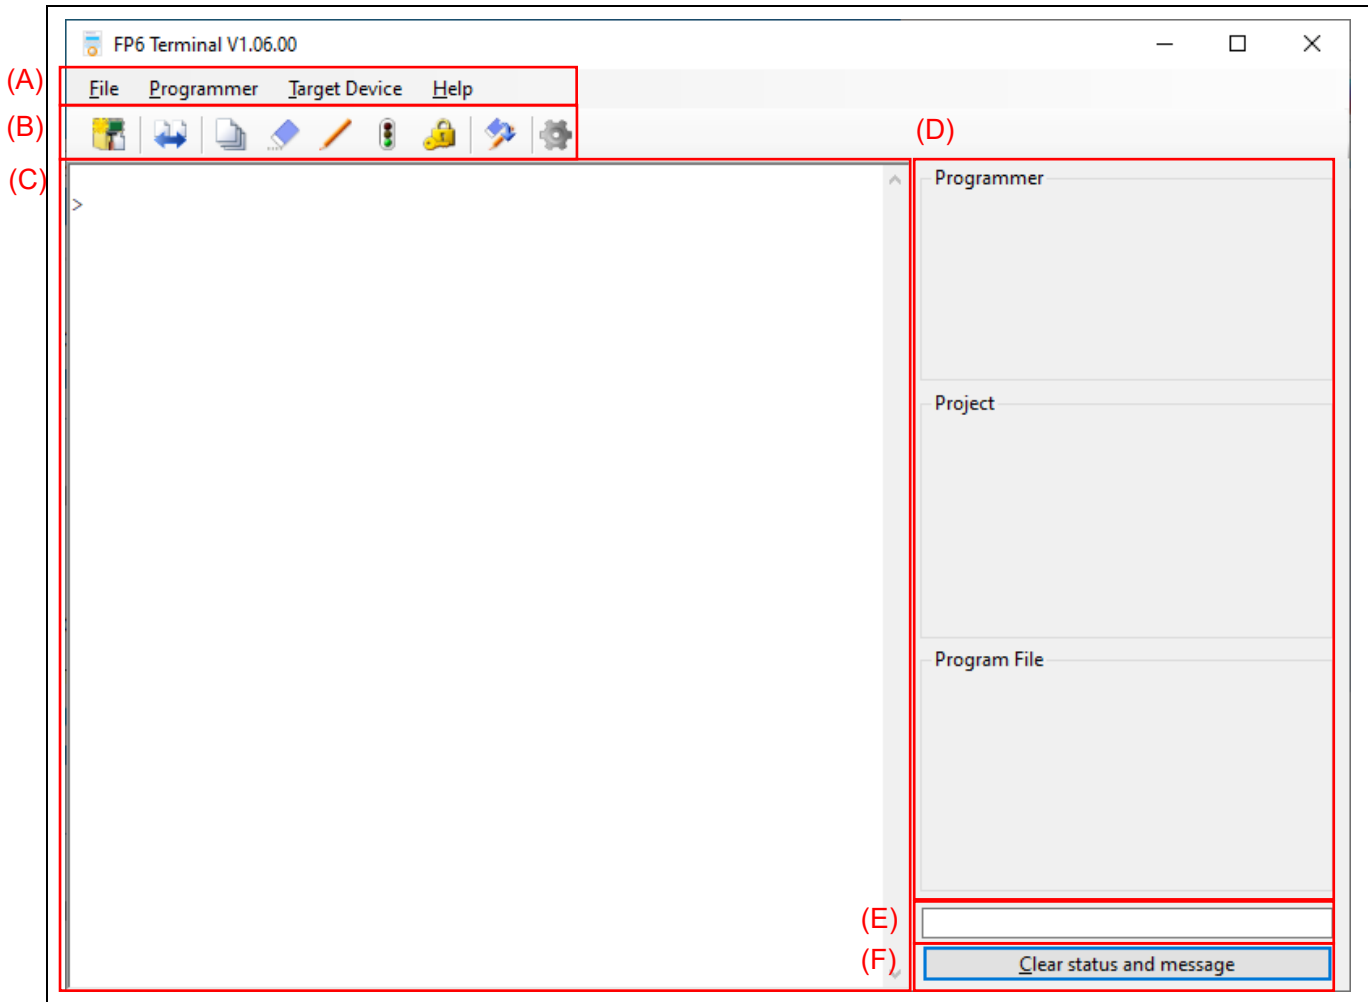 FP6 Terminal V1.06.00
(A) File Programmer Target Device Help
(B)
(C)
>
(D)
Programmer
Project
Program File
(E)
(F) Clear status and message